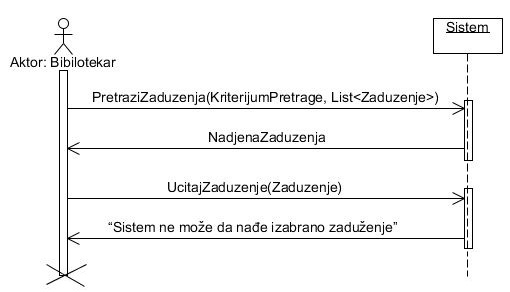 Sistem
Aktor: Bibilotekar
PretraziZaduzenja(KriterijumPretrage, List<Zaduzenje>)
NadjenaZaduzenja
UcitajZaduzenje(Zaduzenje)
“Sistem ne može da nađe izabrano zaduženje”